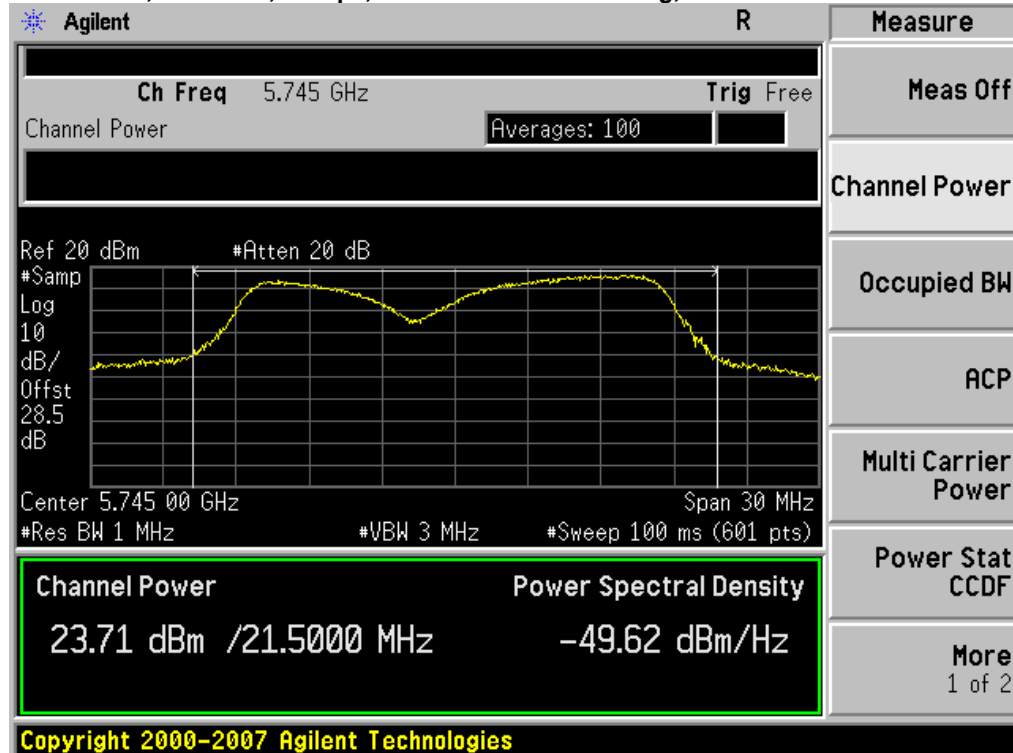 Agilent R Measure
Ch Freq 5.745 GHz Trig Free
Channel Power Averages: 100
Ref 20 dBm #Atten 20 dB
#Samp
Log
10
dB/
Offst
28.5
dB
Center 5.745 00 GHz Span 30 MHz
#Res BW 1 MHz #VBW 3 MHz #Sweep 100 ms (601 pts)
Channel Power Power Spectral Density
23.71 dBm /21.5000 MHz -49.62 dBm/Hz
Meas Off
Channel Power
Occupied BW
ACP
Multi Carrier
Power
Power Stat
CCDF
More
1 of 2
Copyright 2000-2007 Agilent Technologies